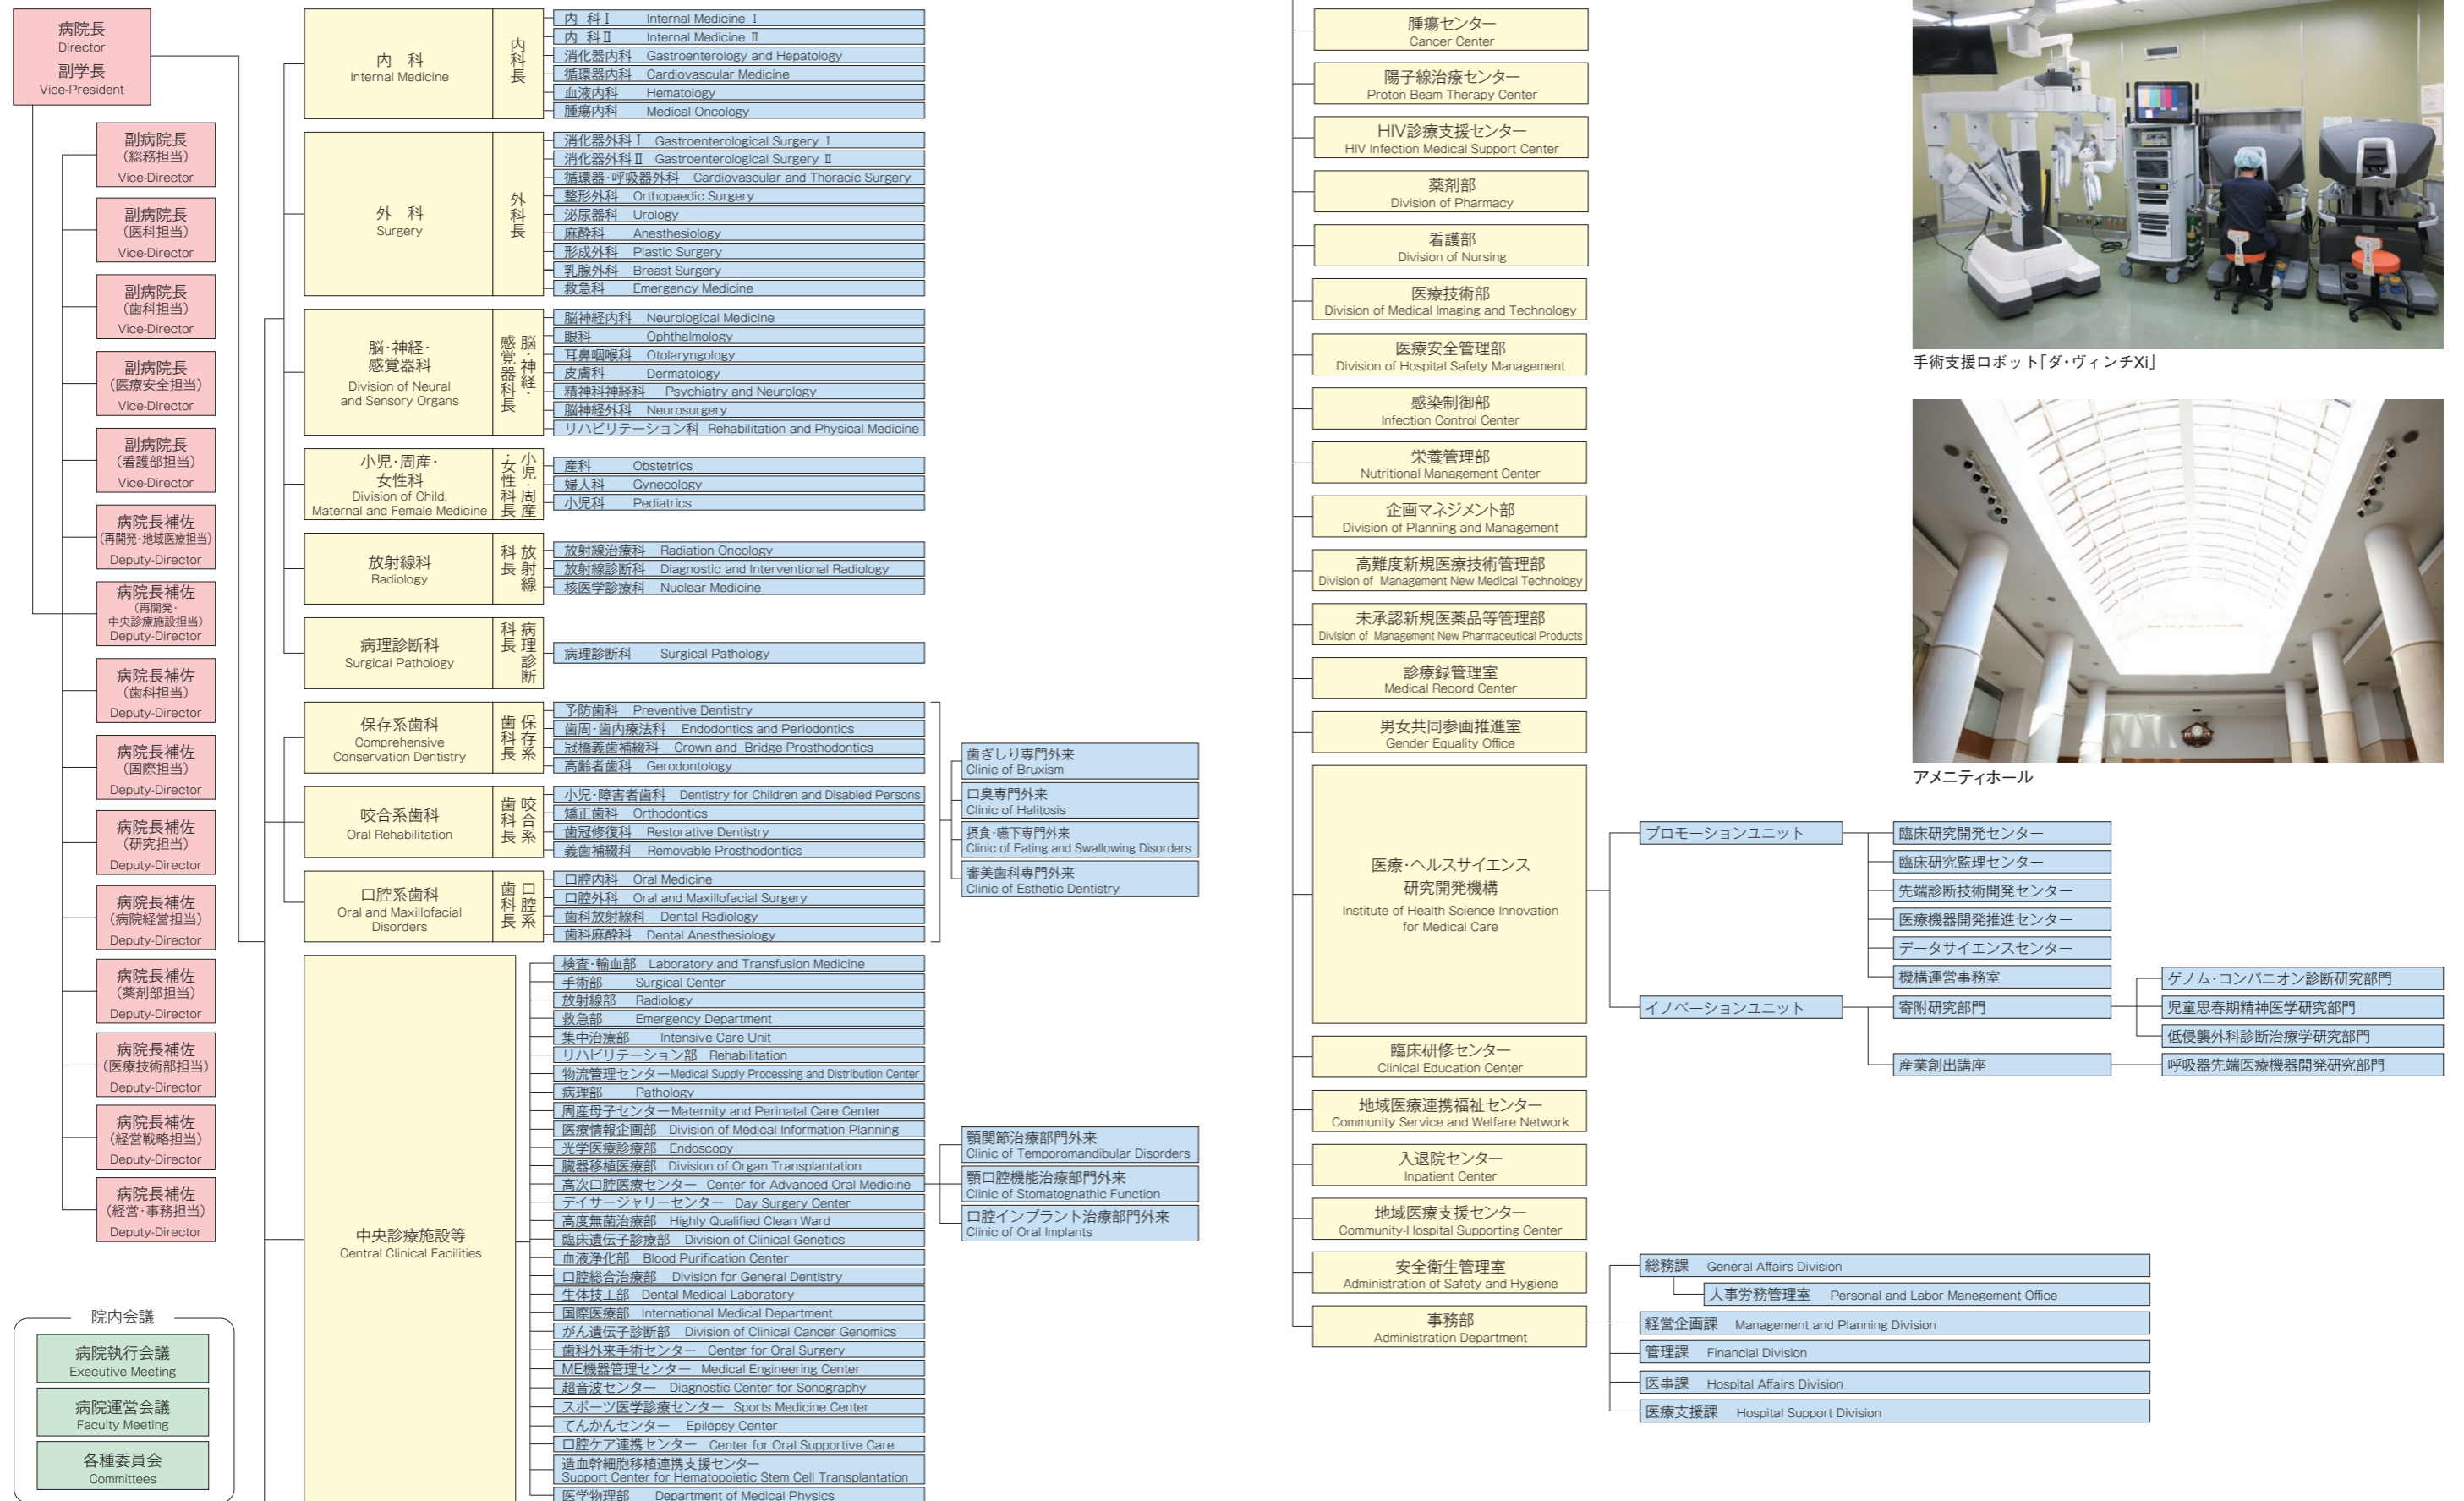 病院長
Director
副学長
Vice-President
副病院長
（総務担当）
Vice-Director
副病院長
（医科担当）
Vice-Director
副病院長
（歯科担当）
Vice-Director
副病院長
（医療安全担当）
Vice-Director
副病院長
（看護部担当）
Vice-Director
病院長補佐
（再開発・地域医療担当）
Deputy-Director
病院長補佐
（再開発・
中央診療施設担当）
Deputy-Director
病院長補佐
（歯科担当）
Deputy-Director
病院長補佐
（国際担当）
Deputy-Director
病院長補佐
（研究担当）
Deputy-Director
病院長補佐
（病院経営担当）
Deputy-Director
病院長補佐
（薬剤部担当）
Deputy-Director
病院長補佐
（医療技術部担当）
Deputy-Director
病院長補佐
（経営戦略担当）
Deputy-Director
病院長補佐
（経営・事務担当）
Deputy-Director
院内会議
病院執行会議
Executive Meeting
病院運営会議
Faculty Meeting
各種委員会
Committees
内 科
Internal Medicine
内科長
内 科Ⅰ Internal Medicine Ⅰ
内 科Ⅱ Internal Medicine Ⅱ
消化器内科 Gastroenterology and Hepatology
循環器内科 Cardiovascular Medicine
血液内科 Hematology
腫瘍内科 Medical Oncology
外 科
Surgery
外科長
消化器外科Ⅰ Gastroenterological Surgery Ⅰ
消化器外科Ⅱ Gastroenterological Surgery Ⅱ
循環器・呼吸器外科 Cardiovascular and Thoracic Surgery
整形外科 Orthopaedic Surgery
泌尿器科 Urology
麻酔科 Anesthesiology
形成外科 Plastic Surgery
乳腺外科 Breast Surgery
救急科 Emergency Medicine
脳・神経・
感覚器科
Division of Neural
and Sensory Organs
脳・神経・
感覚器科長
脳神経内科 Neurological Medicine
眼科 Ophthalmology
耳鼻咽喉科 Otolaryngology
皮膚科 Dermatology
精神科神経科 Psychiatry and Neurology
脳神経外科 Neurosurgery
リハビリテーション科 Rehabilitation and Physical Medicine
小児・周産・
女性科
Division of Child,
Maternal and Female Medicine
小児・周産
・女性科長
産科 Obstetrics
婦人科 Gynecology
小児科 Pediatrics
放射線科
Radiology
放射線
科長
放射線治療科 Radiation Oncology
放射線診断科 Diagnostic and Interventional Radiology
核医学診療科 Nuclear Medicine
病理診断科
Surgical Pathology
病理診断
科長
病理診断科 Surgical Pathology
保存系歯科
Comprehensive
Conservation Dentistry
保存系
歯科長
予防歯科 Preventive Dentistry
歯周・歯内療法科 Endodontics and Periodontics
冠橋義歯補綴科 Crown and Bridge Prosthodontics
高齢者歯科 Gerodontology
咬合系歯科
Oral Rehabilitation
咬合系
歯科長
小児・障害者歯科 Dentistry for Children and Disabled Persons
矯正歯科 Orthodontics
歯冠修復科 Restorative Dentistry
義歯補綴科 Removable Prosthodontics
口腔系歯科
Oral and Maxillofacial
Disorders
口腔系
歯科長
口腔内科 Oral Medicine
口腔外科 Oral and Maxillofacial Surgery
歯科放射線科 Dental Radiology
歯科麻酔科 Dental Anesthesiology
歯ぎしり専門外来
Clinic of Bruxism
口臭専門外来
Clinic of Halitosis
摂食・嚥下専門外来
Clinic of Eating and Swallowing Disorders
審美歯科専門外来
Clinic of Esthetic Dentistry
中央診療施設等
Central Clinical Facilities
検査・輸血部 Laboratory and Transfusion Medicine
手術部 Surgical Center
放射線部 Radiology
救急部 Emergency Department
集中治療部 Intensive Care Unit
リハビリテーション部 Rehabilitation
物流管理センター Medical Supply Processing and Distribution Center
病理部 Pathology
周産母子センター Maternity and Perinatal Care Center
医療情報企画部 Division of Medical Information Planning
光学医療診療部 Endoscopy
臓器移植医療部 Division of Organ Transplantation
高次口腔医療センター Center for Advanced Oral Medicine
デイサージャリーセンター Day Surgery Center
高度無菌治療部 Highly Qualified Clean Ward
臨床遺伝子診療部 Division of Clinical Genetics
血液浄化部 Blood Purification Center
口腔総合治療部 Division for General Dentistry
生体技工部 Dental Medical Laboratory
国際医療部 International Medical Department
がん遺伝子診断部 Division of Clinical Cancer Genomics
歯科外来手術センター Center for Oral Surgery
ME機器管理センター Medical Engineering Center
超音波センター Diagnostic Center for Sonography
スポーツ医学診療センター Sports Medicine Center
てんかんセンター Epilepsy Center
口腔ケア連携センター Center for Oral Supportive Care
造血幹細胞移植連携支援センター
Support Center for Hematopoietic Stem Cell Transplantation
医学物理部 Department of Medical Physics
顎関節治療部門外来
Clinic of Temporomandibular Disorders
顎口腔機能治療部門外来
Clinic of Stomatognathic Function
口腔インプラント治療部門外来
Clinic of Oral Implants
腫瘍センター
Cancer Center
陽子線治療センター
Proton Beam Therapy Center
HIV診療支援センター
HIV Infection Medical Support Center
薬剤部
Division of Pharmacy
看護部
Division of Nursing
医療技術部
Division of Medical Imaging and Technology
医療安全管理部
Division of Hospital Safety Management
感染制御部
Infection Control Center
栄養管理部
Nutritional Management Center
企画マネジメント部
Division of Planning and Management
高難度新規医療技術管理部
Division of Management New Medical Technology
未承認新規医薬品等管理部
Division of Management New Pharmaceutical Products
診療録管理室
Medical Record Center
男女共同参画推進室
Gender Equality Office
医療・ヘルスサイエンス
研究開発機構
Institute of Health Science Innovation
for Medical Care
プロモーションユニット
臨床研究開発センター
臨床研究監理センター
先端診断技術開発センター
医療機器開発推進センター
データサイエンスセンター
機構運営事務室
イノベーションユニット
寄附研究部門
ゲノム・コンパニオン診断研究部門
児童思春期精神医学研究部門
低侵襲外科診断治療学研究部門
産業創出講座
呼吸器先端医療機器開発研究部門
臨床研修センター
Clinical Education Center
地域医療連携福祉センター
Community Service and Welfare Network
入退院センター
Inpatient Center
地域医療支援センター
Community-Hospital Supporting Center
安全衛生管理室
Administration of Safety and Hygiene
事務部
Administration Department
総務課 General Affairs Division
人事労務管理室 Personal and Labor Manegement Office
経営企画課 Management and Planning Division
管理課 Financial Division
医事課 Hospital Affairs Division
医療支援課 Hospital Support Division
手術支援ロボット「ダ・ヴィンチXi」
アメニティホール